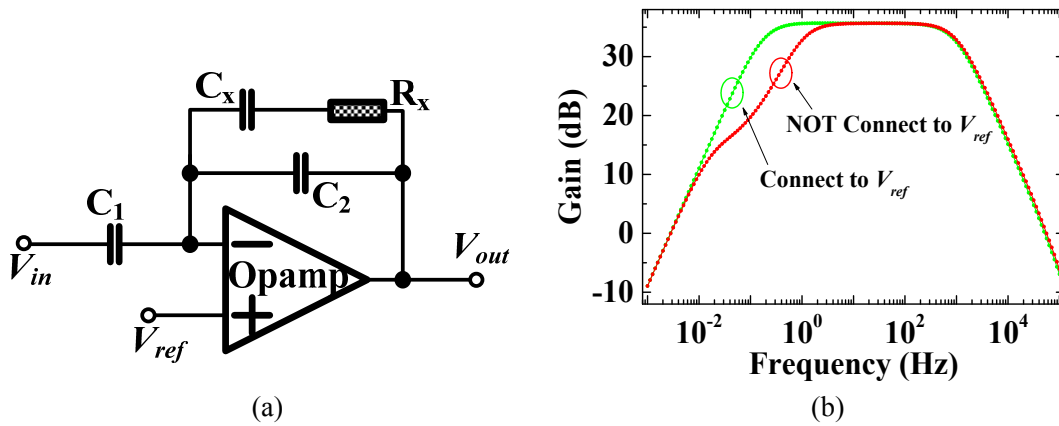 Cx
Rx
C2
C1
Vin
Opamp
Vout
Vref
(a)
Gain (dB)
30
20
10
0
-10
10-2
100
102
104
Frequency (Hz)
NOT Connect to Vref
Connect to Vref
(b)